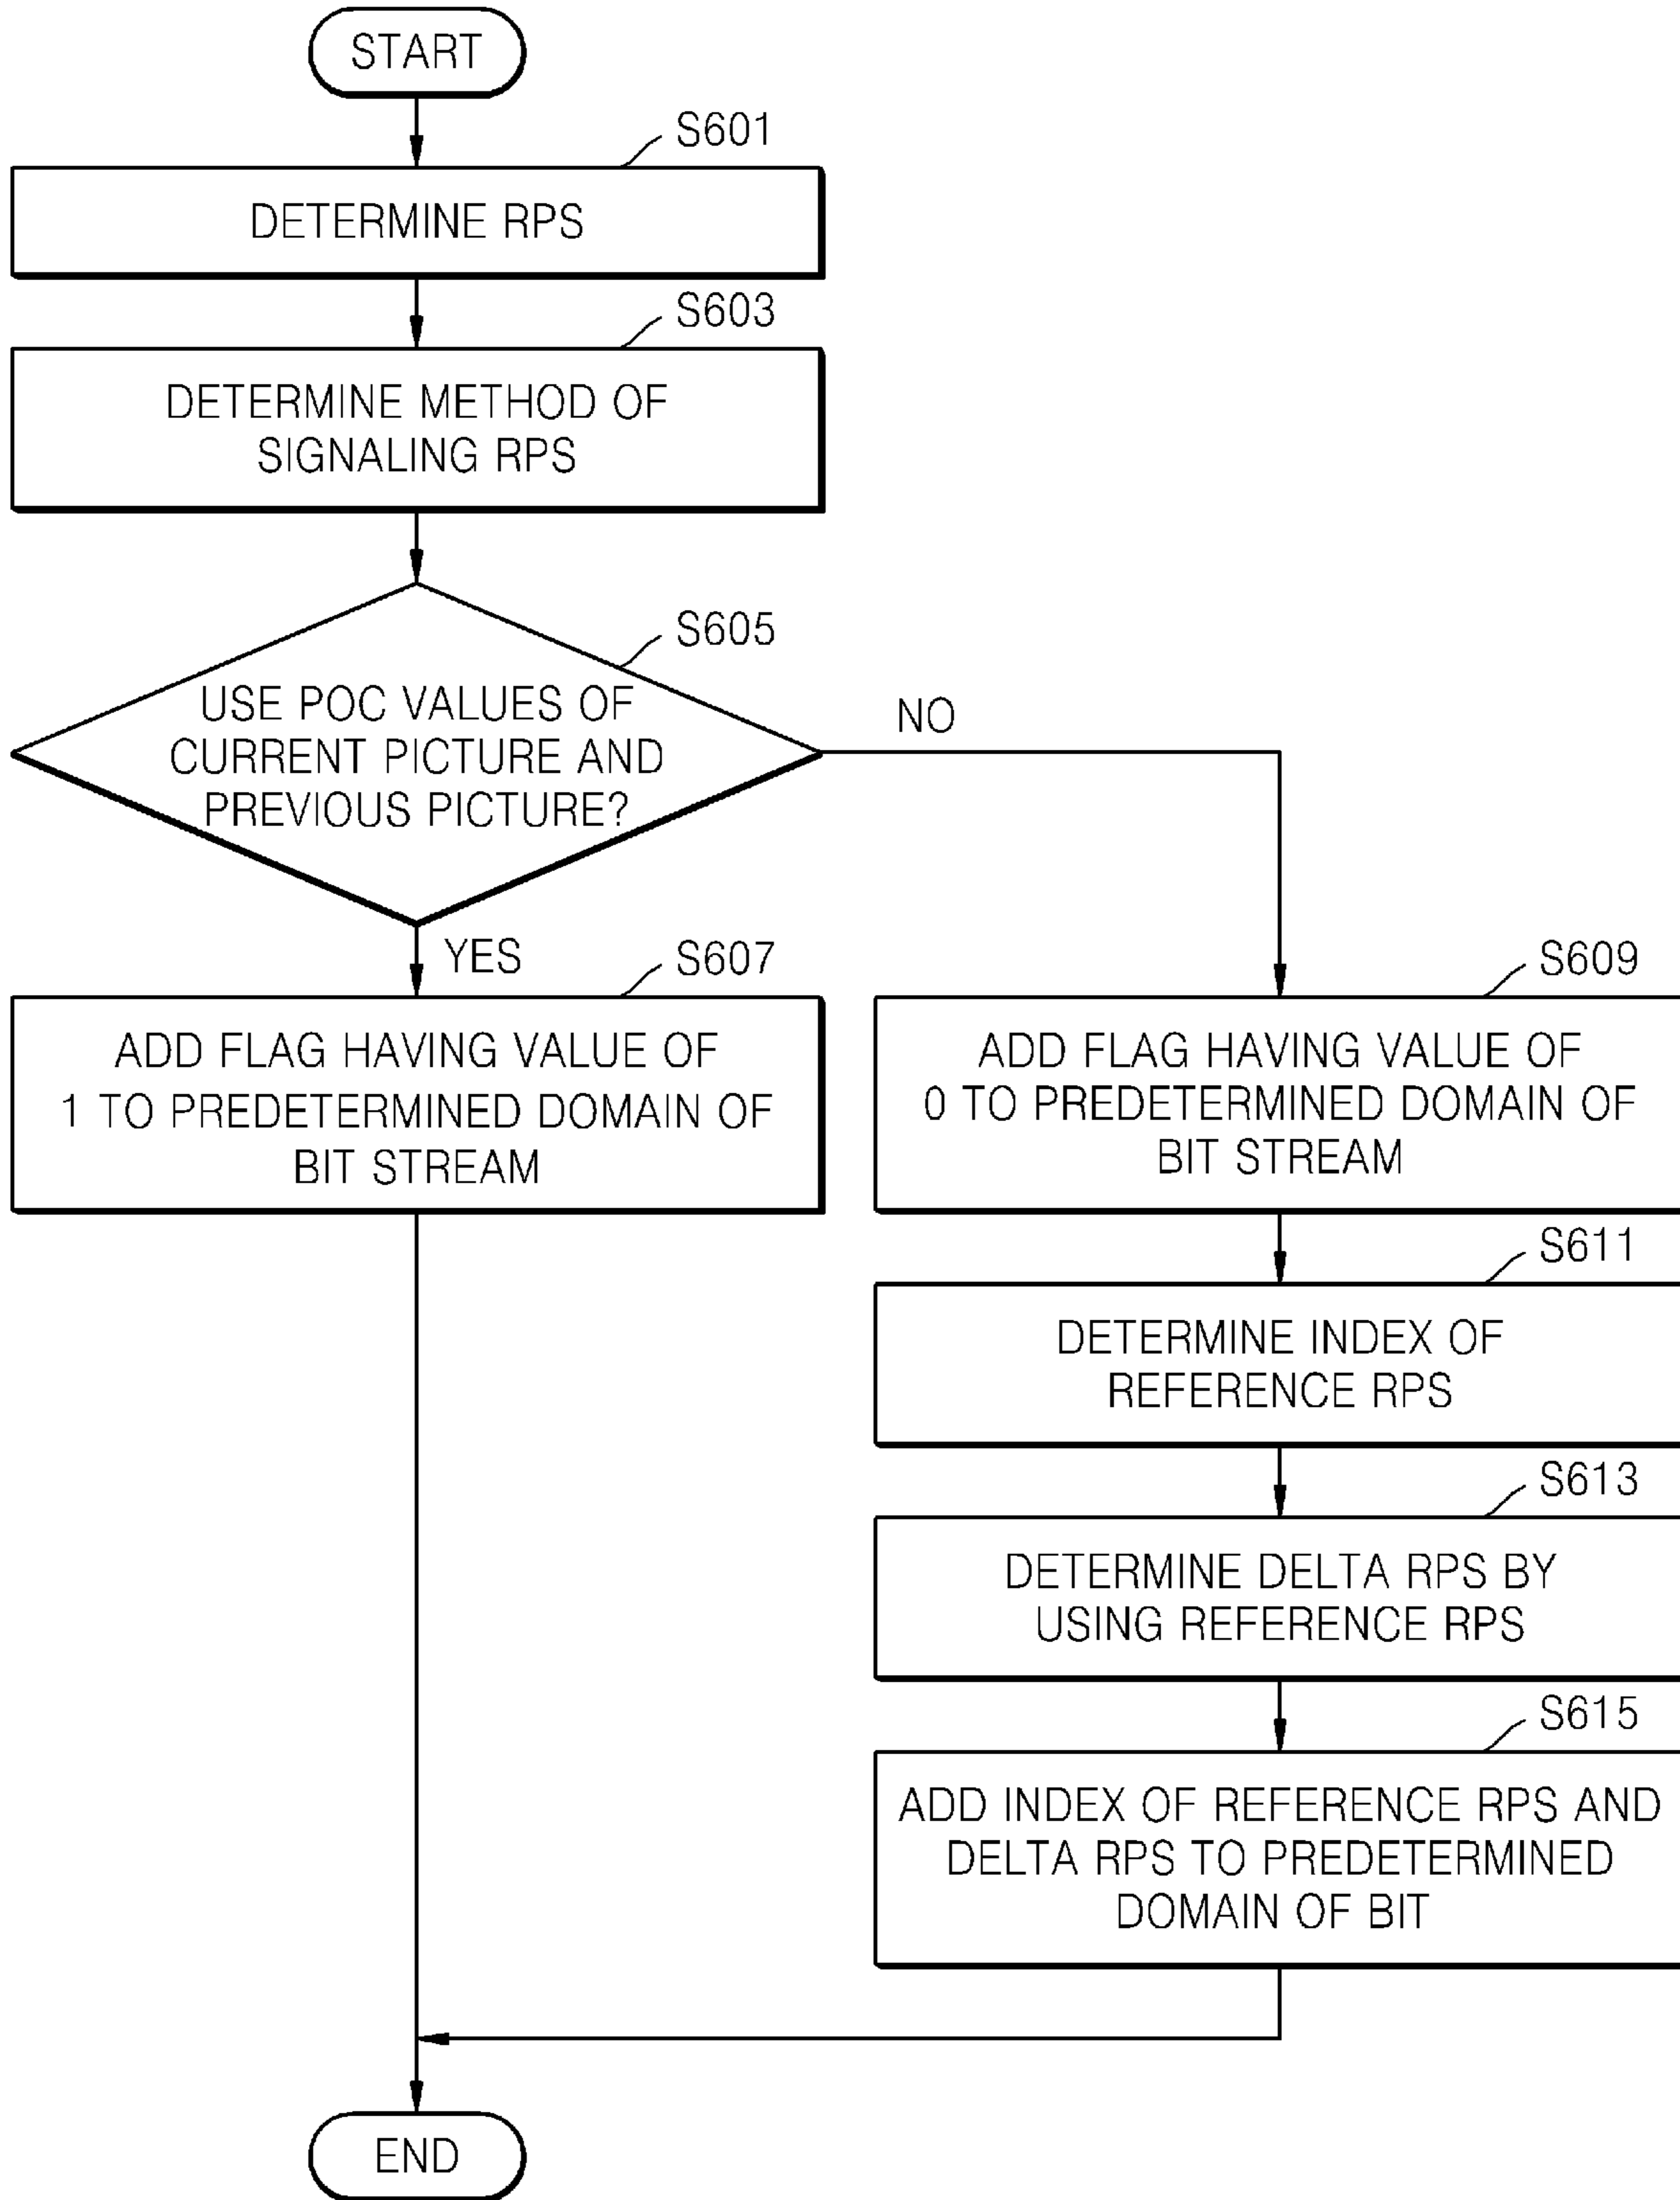 START
S601
DETERMINE RPS
S603
DETERMINE METHOD OF
SIGNALING RPS
S605
USE POC VALUES OF
CURRENT PICTURE AND
PREVIOUS PICTURE?
NO
YES
S607
ADD FLAG HAVING VALUE OF
1 TO PREDETERMINED DOMAIN OF
BIT STREAM
S609
ADD FLAG HAVING VALUE OF
0 TO PREDETERMINED DOMAIN OF
BIT STREAM
S611
DETERMINE INDEX OF
REFERENCE RPS
S613
DETERMINE DELTA RPS BY
USING REFERENCE RPS
S615
ADD INDEX OF REFERENCE RPS AND
DELTA RPS TO PREDETERMINED
DOMAIN OF BIT
END